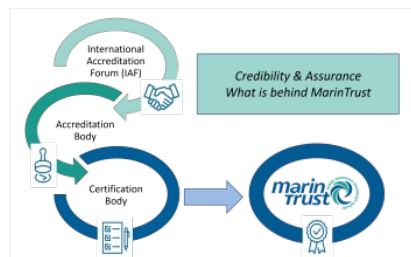 International
Accreditation
Forum (IAF)
Credibility & Assurance
What is behind MarinTrust
Accreditation
Body
Certification
Body
marin
Trust